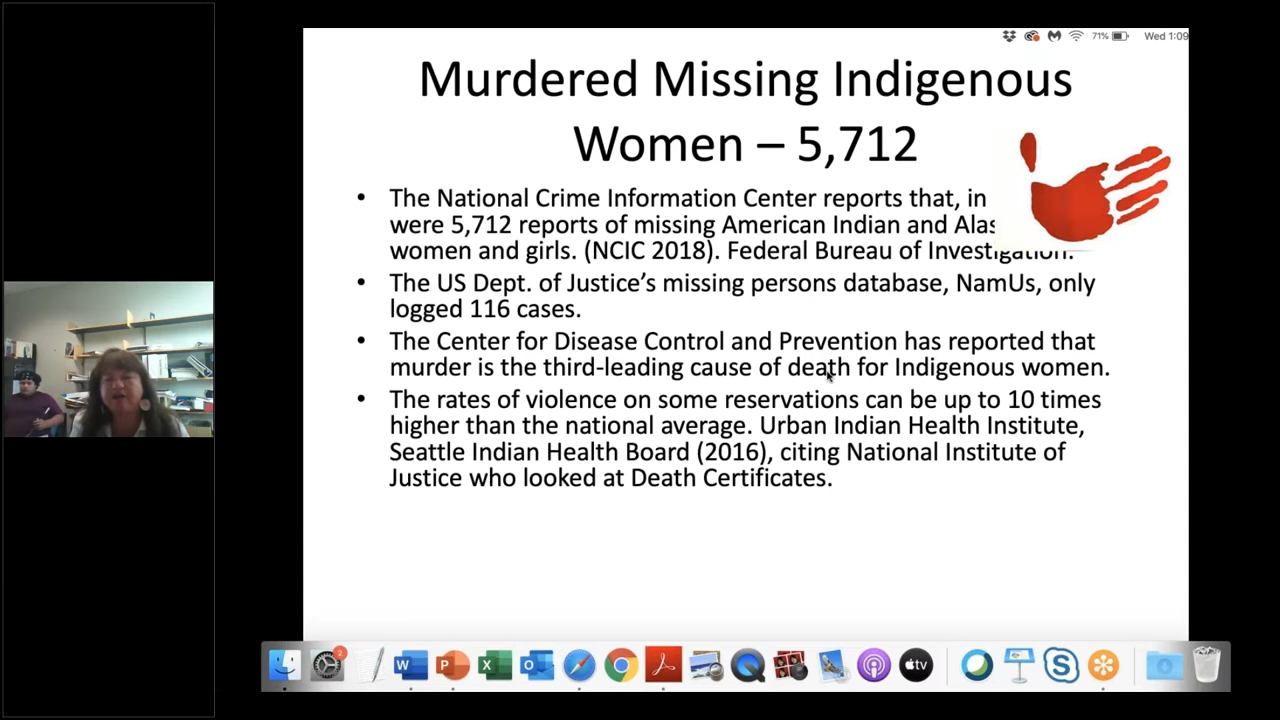 71% Wed 1:09
Murdered Missing Indigenous
Women – 5,712
• The National Crime Information Center reports that, in
were 5,712 reports of missing American Indian and Alas
women and girls. (NCIC 2018). Federal Bureau of Investigation.
• The US Dept. of Justice's missing persons database, NamUs, only
logged 116 cases.
• The Center for Disease Control and Prevention has reported that
murder is the third-leading cause of death for Indigenous women.
• The rates of violence on some reservations can be up to 10 times
higher than the national average. Urban Indian Health Institute,
Seattle Indian Health Board (2016), citing National Institute of
Justice who looked at Death Certificates.
2
W P X O S tv